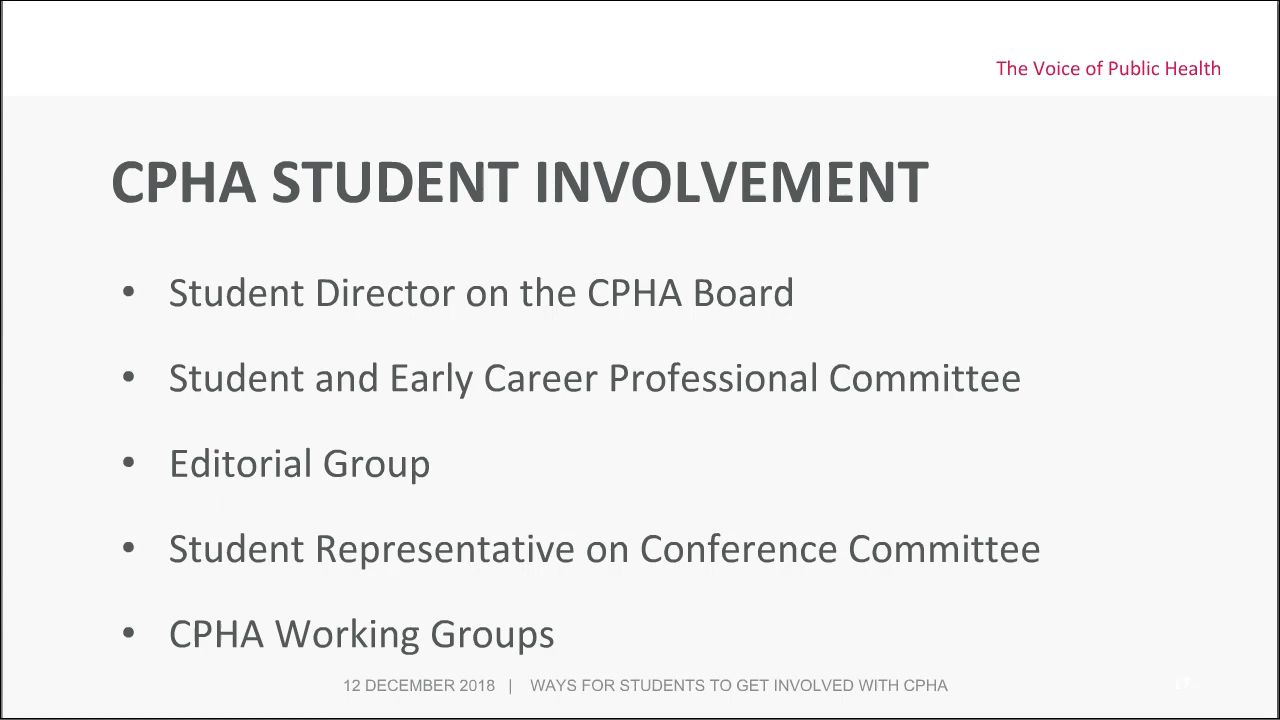 The Voice of Public Health
CPHA STUDENT INVOLVEMENT
• Student Director on the CPHA Board
• Student and Early Career Professional Committee
• Editorial Group
• Student Representative on Conference Committee
• CPHA Working Groups
12 DECEMBER 2018 | WAYS FOR STUDENTS TO GET INVOLVED WITH CPHA